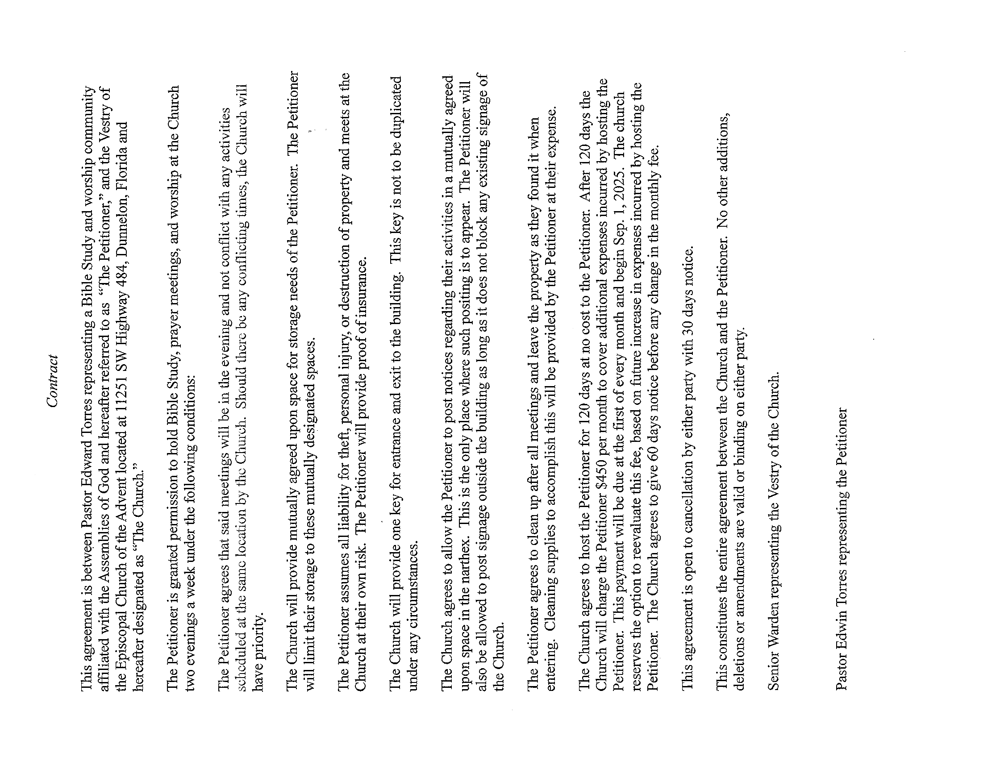 Contract
This agreement is between Pastor Edward Torres representing a Bible Study and worship community
affiliated with the Assemblies of God and hereafter referred to as  “The Petitioner,” and the Vestry of
the Episcopal Church of the Advent located at 11251 SW Highway 484, Dunnelon, Florida and
hereafter designated as “The Church.”
The Petitioner is granted permission to hold Bible Study, prayer meetings, and worship at the Church
two evenings a week under the following conditions:
The Petitioner agrees that said meetings will be in the evening and not conflict with any activities
scheduled at the same location by the Church.  Should there be any conflicting times, the Church will
have priority.
The Church will provide mutually agreed upon space for storage needs of the Petitioner.  The Petitioner
will limit their storage to these mutually designated spaces.
The Petitioner assumes all liability for theft, personal injury, or destruction of property and meets at the
Church at their own risk.  The Petitioner will provide proof of insurance.
The Church will provide one key for entrance and exit to the building.  This key is not to be duplicated
under any circumstances.
The Church agrees to allow the Petitioner to post notices regarding their activities in a mutually agreed
upon space in the narthex.  This is the only place where such positing is to appear.  The Petitioner will
also be allowed to post signage outside the building as long as it does not block any existing signage of
the Church.
The Petitioner agrees to clean up after all meetings and leave the property as they found it when
entering.  Cleaning supplies to accomplish this will be provided by the Petitioner at their expense.
The Church agrees to host the Petitioner for 120 days at no cost to the Petitioner.  After 120 days the
Church will charge the Petitioner $450 per month to cover additional expenses incurred by hosting the
Petitioner.  This payment will be due at the first of every month and begin Sep. 1, 2025.  The church
reserves the option to reevaluate this fee, based on future increase in expenses incurred by hosting the
Petitioner.  The Church agrees to give 60 days notice before any change in the monthly fee.
This agreement is open to cancellation by either party with 30 days notice.
This constitutes the entire agreement between the Church and the Petitioner.  No other additions,
deletions or amendments are valid or binding on either party.
Senior Warden representing the Vestry of the Church.
Pastor Edwin Torres representing the Petitioner